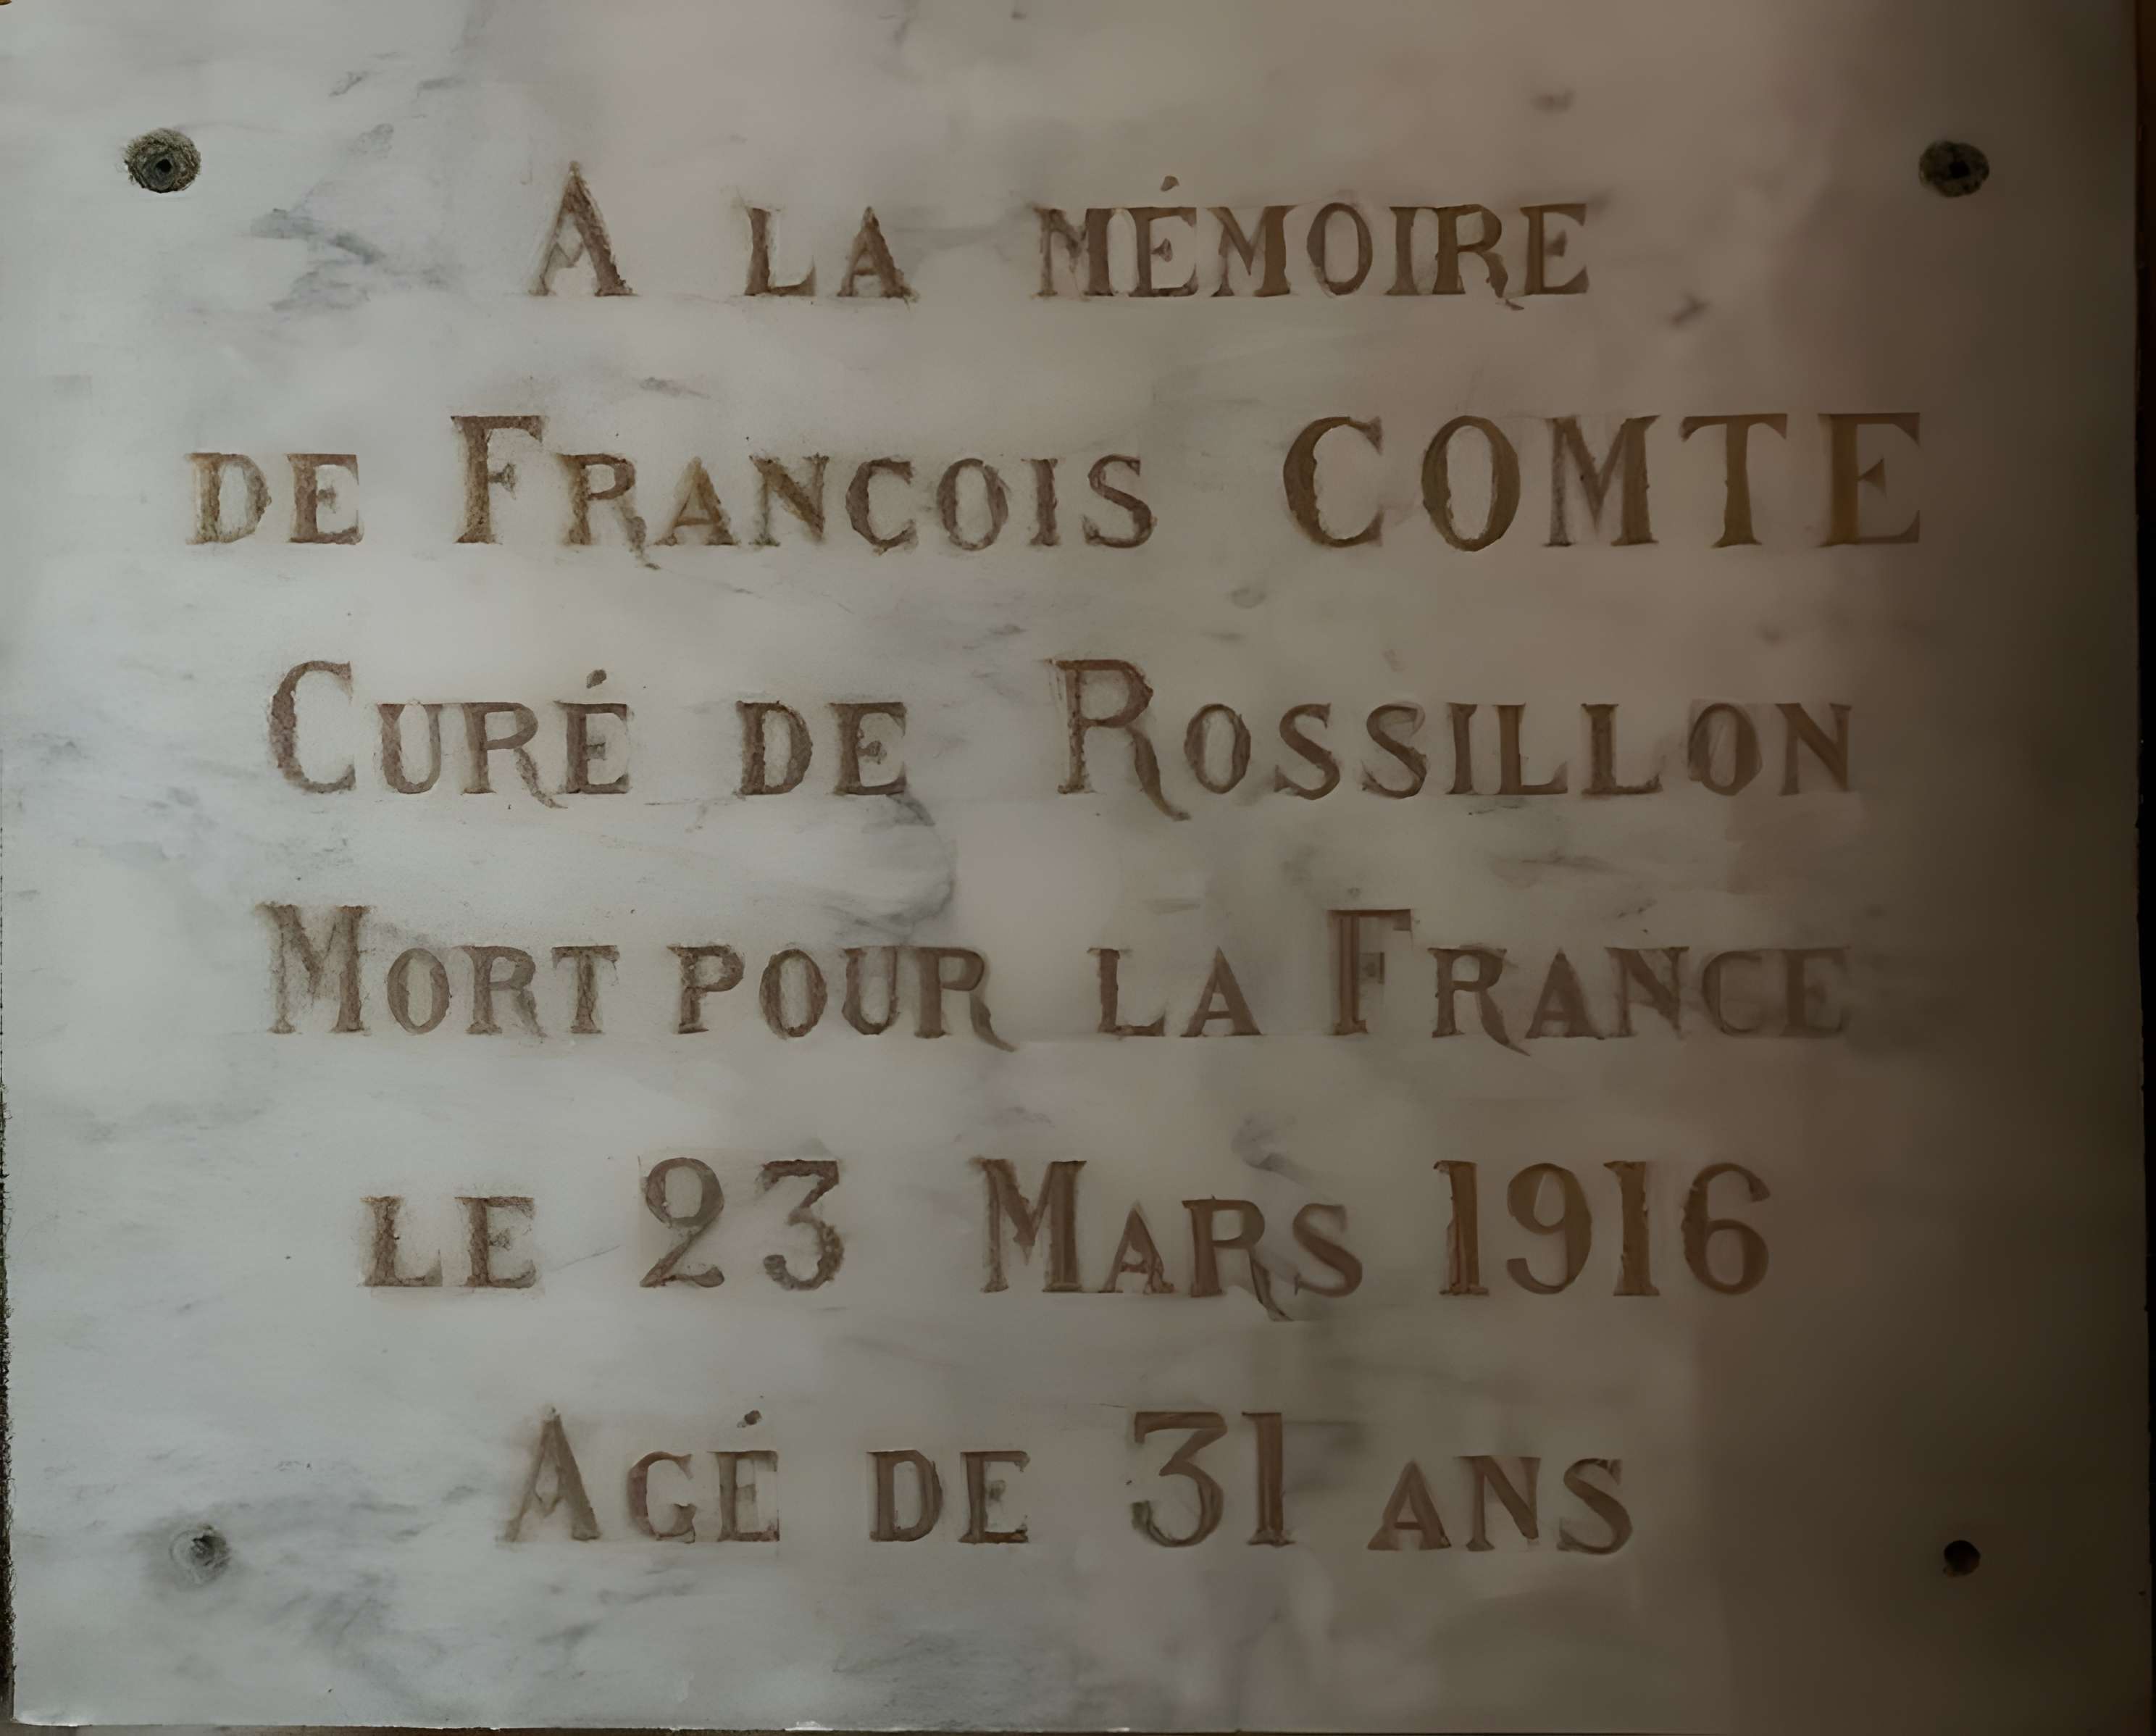 A LA MÉMOIRE
DE FRANCOIS COMTE
CURÉ DE ROSSILLON
MORT POUR LA FRANCE
LE 23 MARS 1916
AGÉ DE 31 ANS